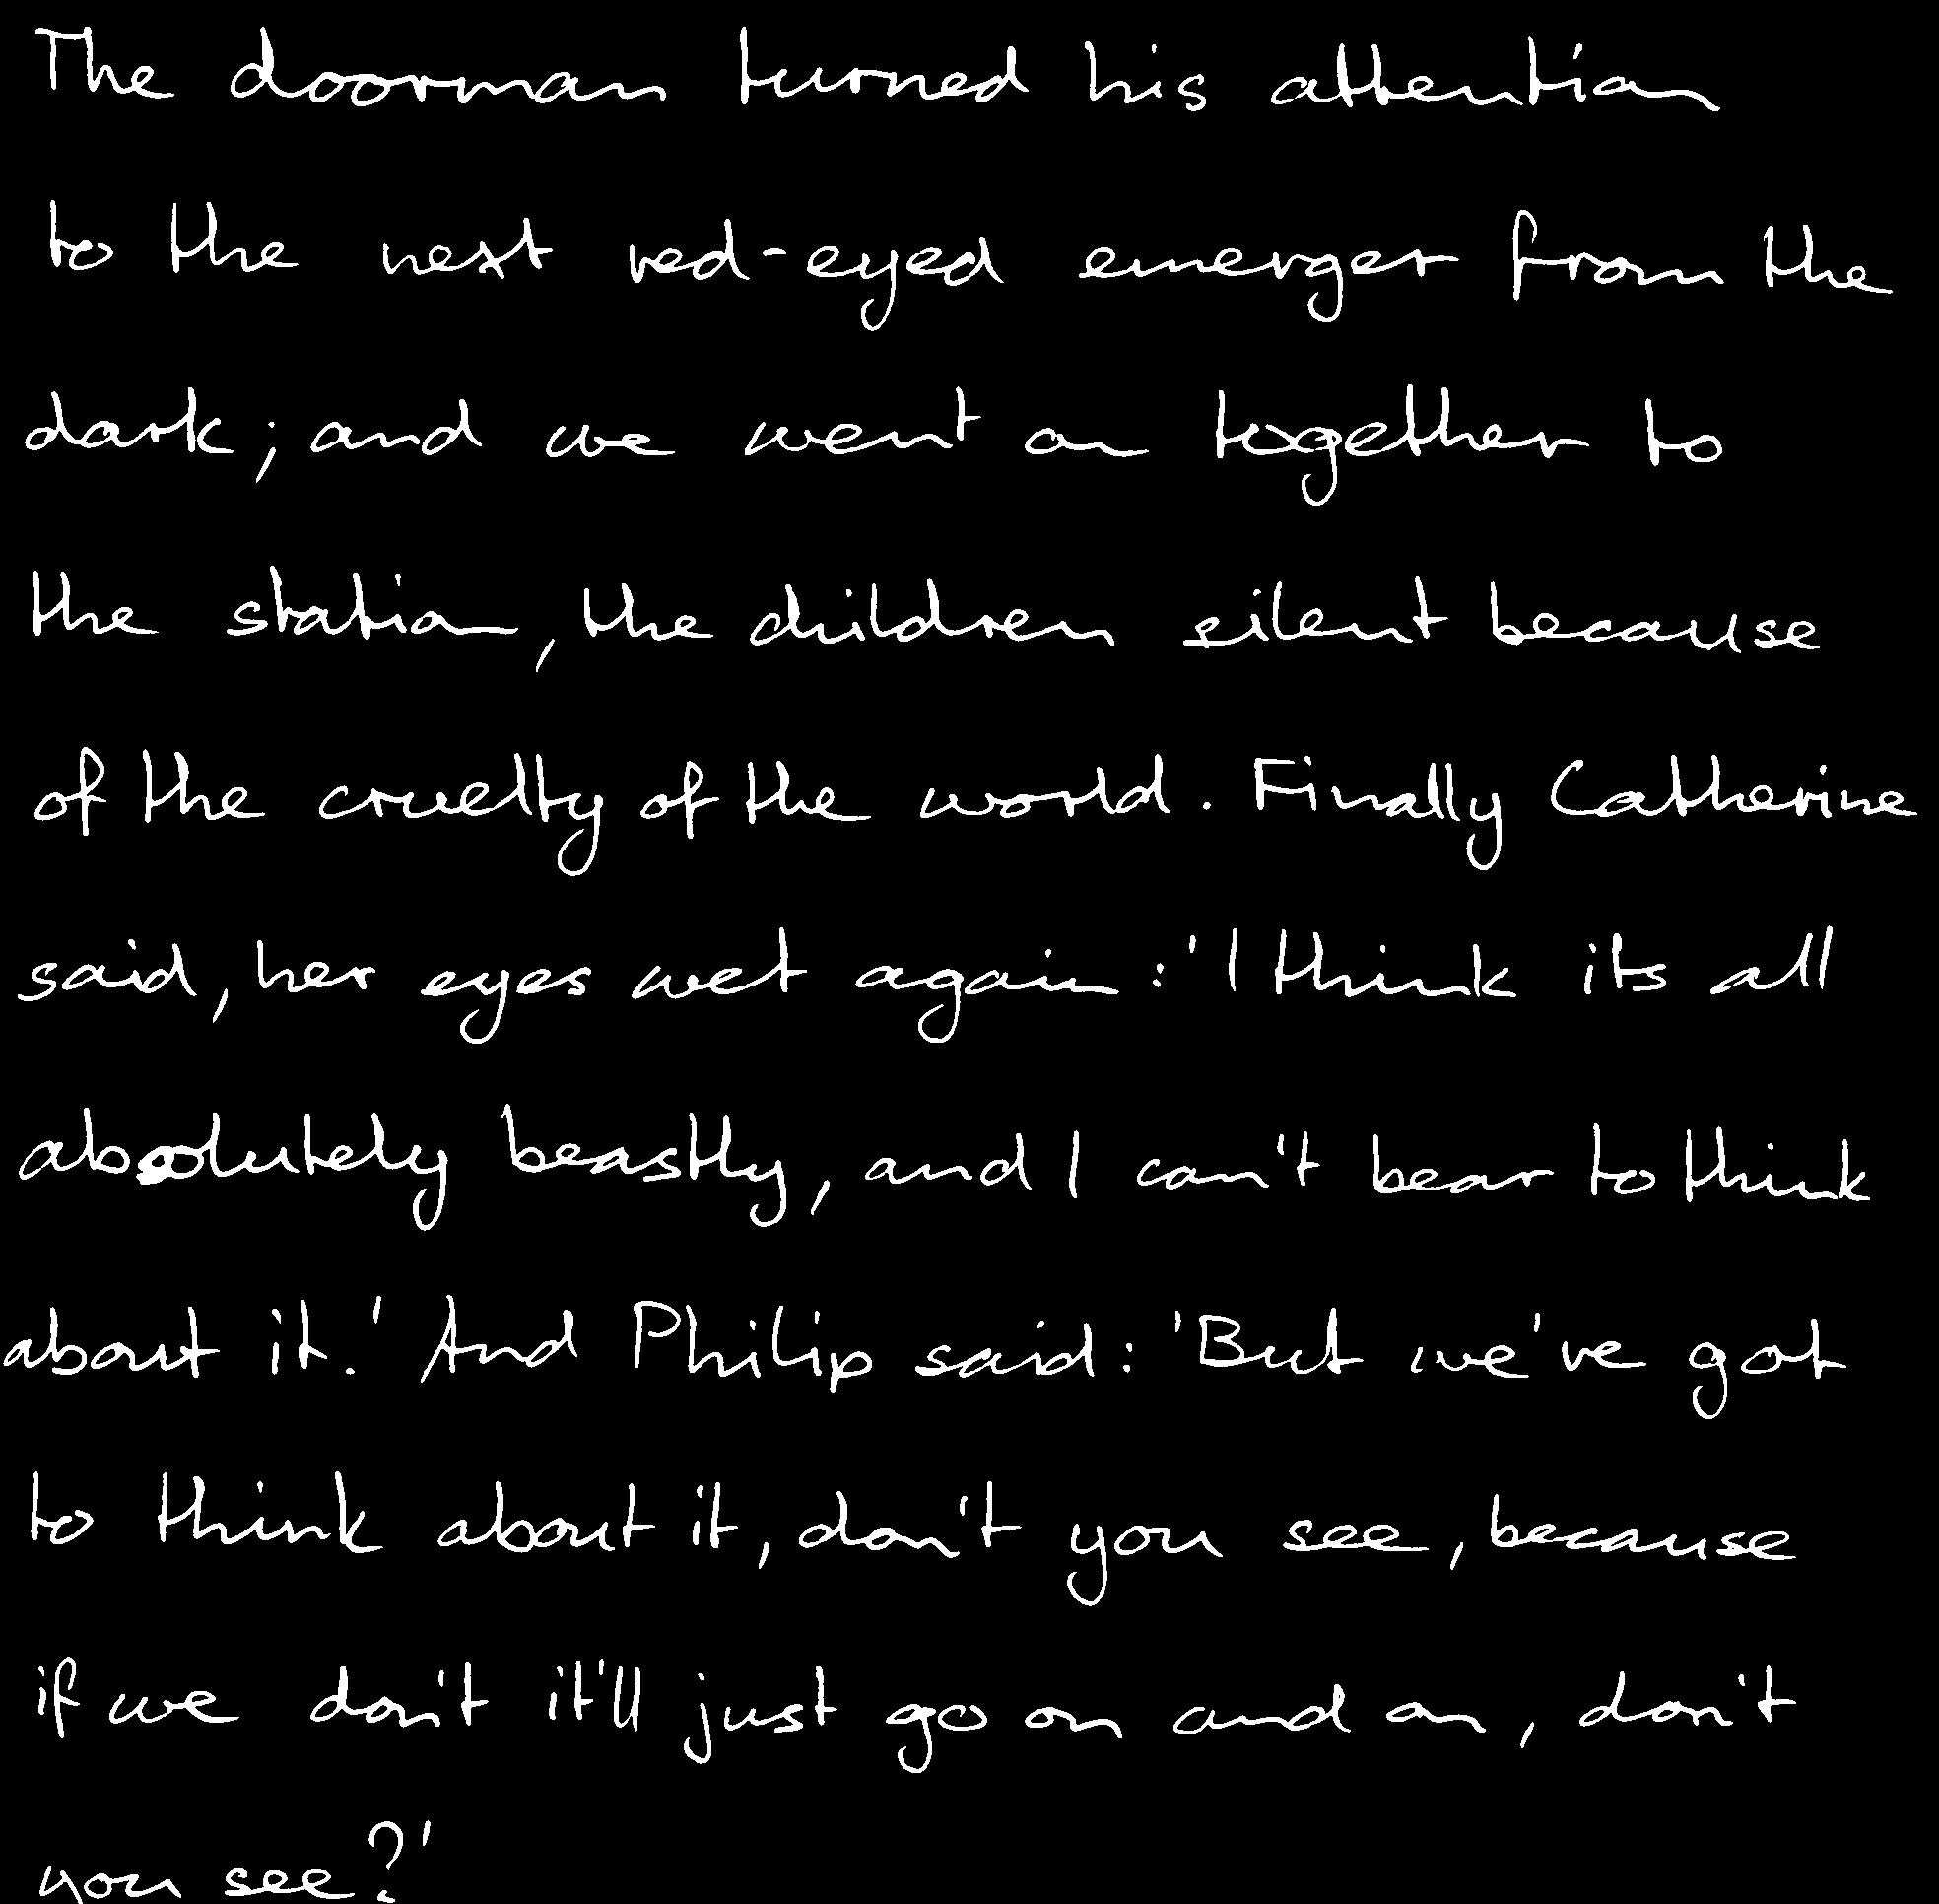 The doorman turned his attention
to the next red-eyed emerger from the
dark; and we went on together to
the station, the children silent because
of the cruelty of the world. Finally Catherine
said, her eyes wet again: 'I think its all
absolutely beastly, and I can't bear to think
about it.' And Philip said: 'But we've got
to think about it, don't you see, because
if we don't it'll just go on and on, don't
you see?'